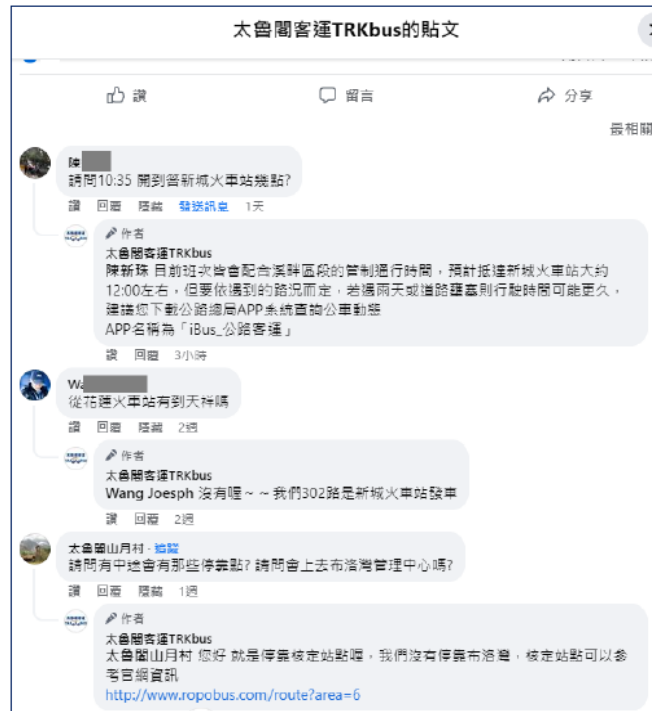 太魯閣客運TRKbus的貼文
讚 留言 分享
最相關
陳
請問10:35 開到答新城火車站幾點?
讚 回覆 隱藏 發送訊息 1天
作者
太魯閣客運TRKbus
陳新珠 目前班次皆會配合溪畔區段的管制通行時間，預計抵達新城火車站大約
12:00左右，但要依遇到的路況而定，若遇雨天或道路壅塞則行駛時間可能更久，
建議您下載公路總局APP系統查詢公車動態
APP名稱為「iBus_公路客運」
讚 回覆 3小時
Wa
從花蓮火車站有到天祥嗎
讚 回覆 隱藏 2週
作者
太魯閣客運TRKbus
Wang Joesph 沒有喔~ ~ 我們302路是新城火車站發車
讚 回覆 2週
太魯閣山月村 · 追蹤
請問有中途會有那些停靠點? 請問會上去布洛灣管理中心嗎?
讚 回覆 隱藏 1週
作者
太魯閣客運TRKbus
太魯閣山月村 您好 就是停靠核定站點喔，我們沒有停靠布洛灣，核定站點可以參
考官網資訊
http://www.ropobus.com/route?area=6